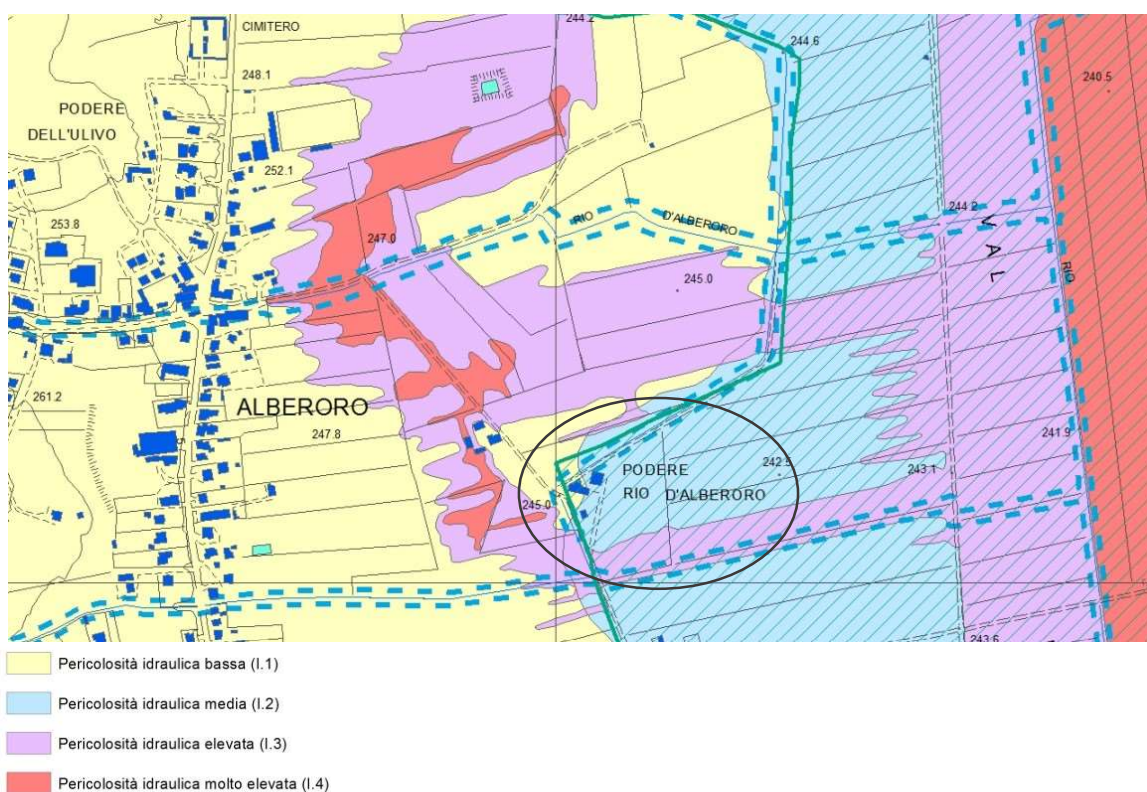 CIMITERO
244.2
244.6
248.1
240.5
PODERE
DELL'ULIVO
252.1
253.8
RIO
D'ALBERORO
244.2
VAL
RIO
247.0
245.0
261.2
ALBERORO
247.8
241.9
PODERE
242.5
243.1
RIO D'ALBERORO
245.0
243.6
Pericolosità idraulica bassa (I.1)
Pericolosità idraulica media (I.2)
Pericolosità idraulica elevata (I.3)
Pericolosità idraulica molto elevata (I.4)